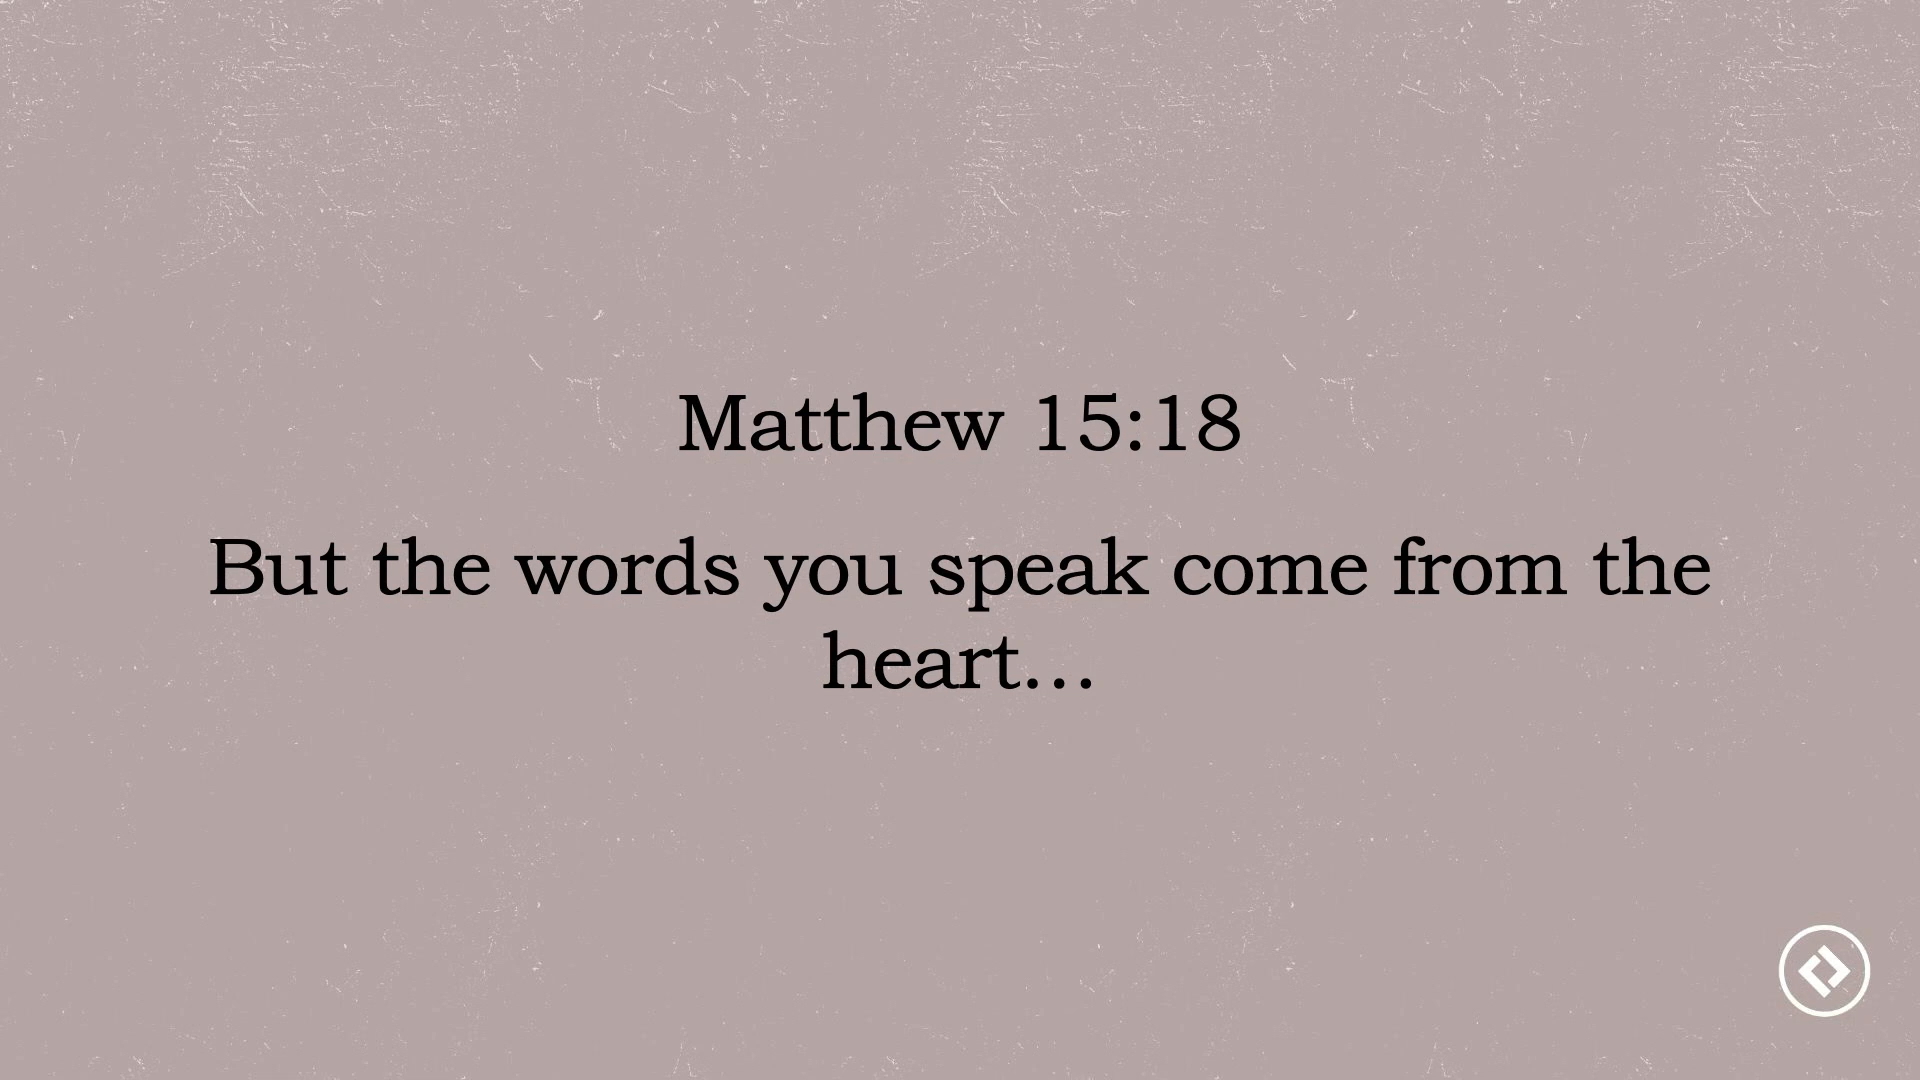 Matthew 15:18
But the words you speak come from the
heart…